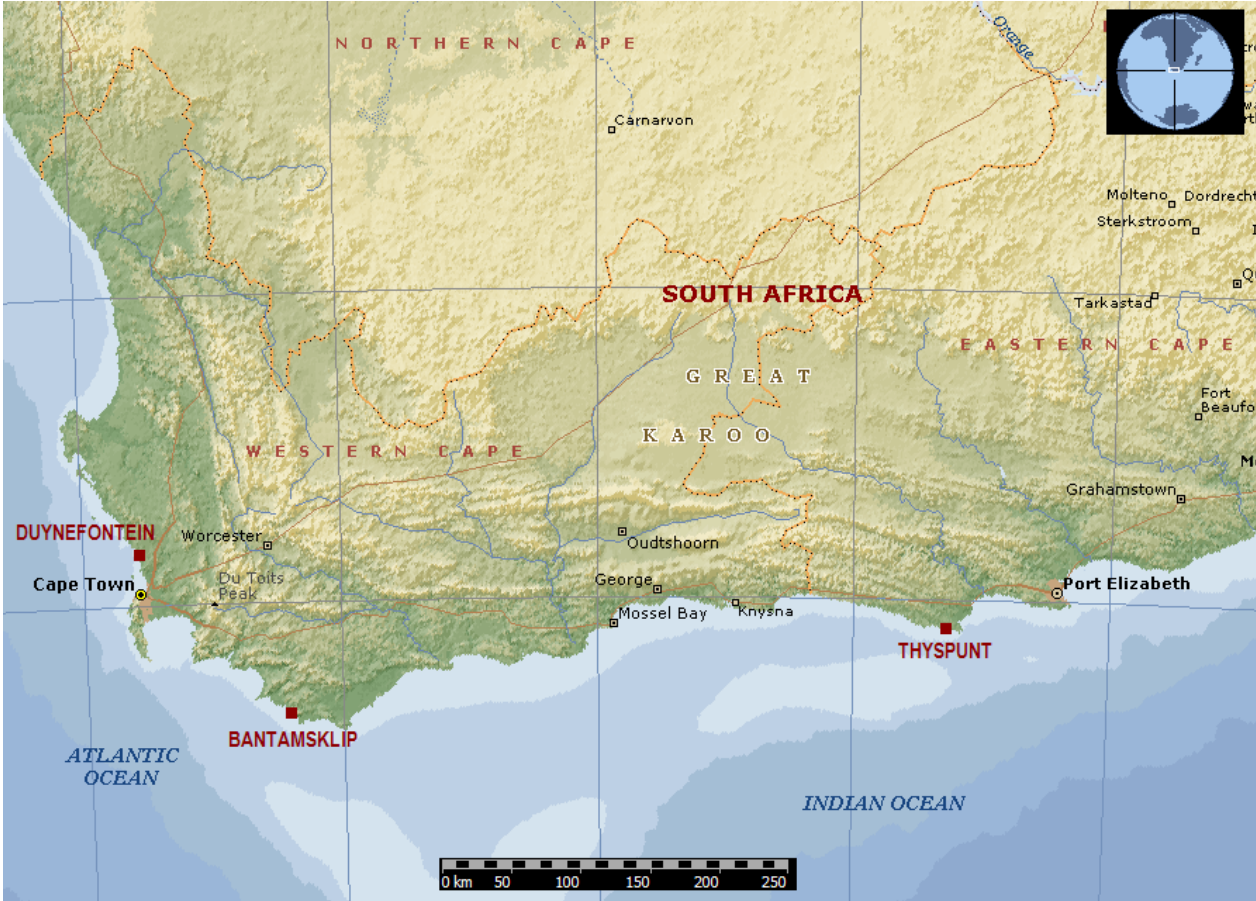 NORTHERN CAPE
Orange
Carnarvon
Molteno
Dordrecht
Sterkstroom
SOUTH AFRICA
Tarkastad
EASTERN CAPE
GREAT
KAROO
Fort
Beaufo
WESTERN CAPE
Grahamstown
DUYNEFONTEIN
Worcester
Oudtshoorn
Cape Town
Du Toits
Peak
George
Port Elizabeth
Mossel Bay
Knysna
THYSPUNT
BANTAMSKLIP
ATLANTIC
OCEAN
INDIAN OCEAN
0 km 50 100 150 200 250